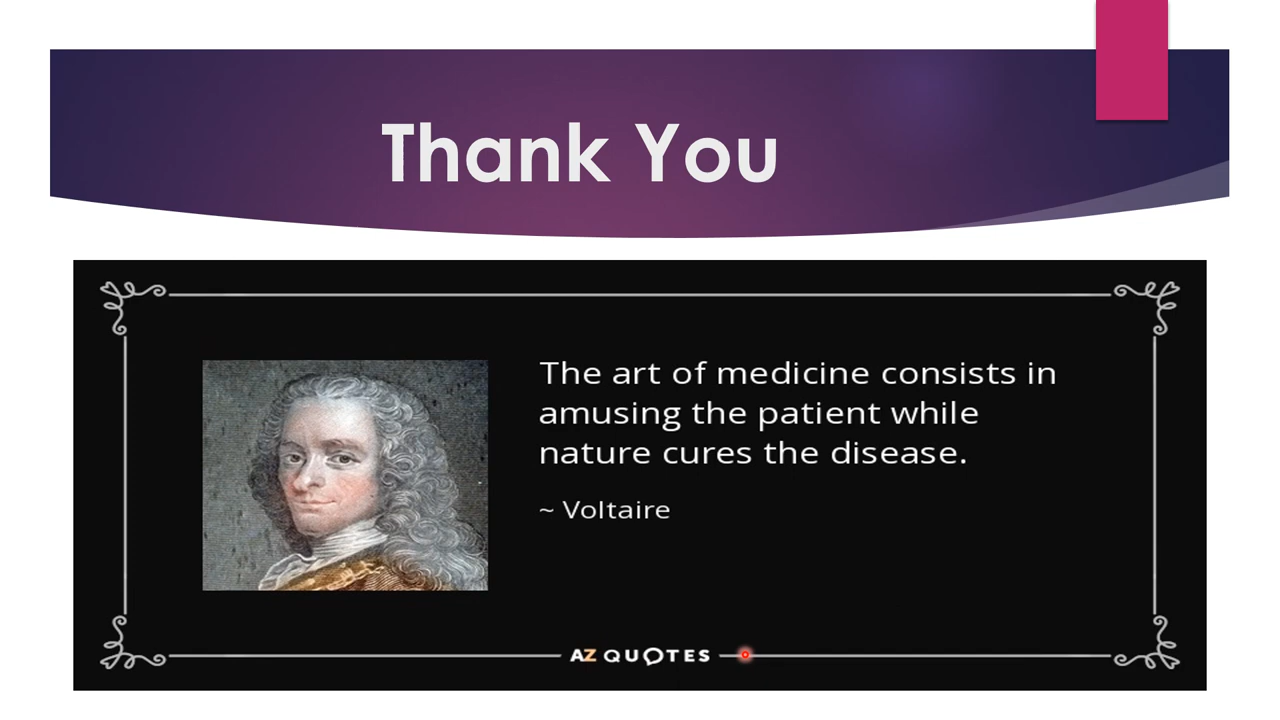 Thank You
The art of medicine consists in
amusing the patient while
nature cures the disease.
~ Voltaire
AZ QUOTES